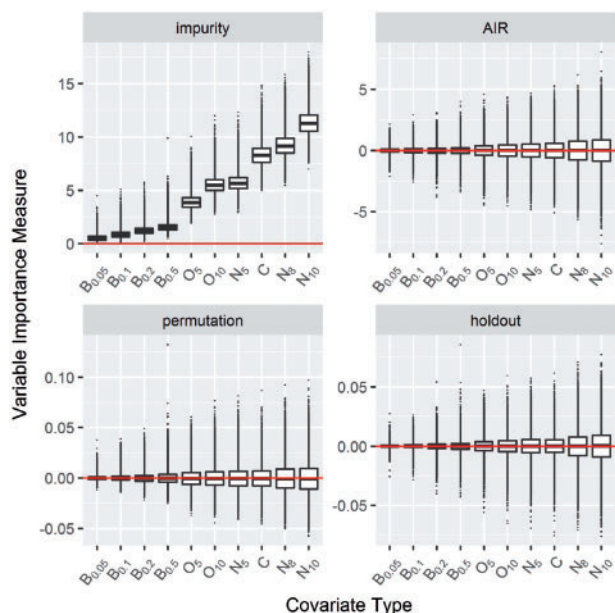 impurity
AIR
15
10
5
0
5
0
-5
B0.05 B0.1 B0.2 B0.5 O5 O10 N5 C N8 N10
B0.05 B0.1 B0.2 B0.5 O5 O10 N5 C N8 N10
Variable Importance Measure
permutation
holdout
0.10
0.05
0.00
-0.05
0.05
0.00
-0.05
B0.05 B0.1 B0.2 B0.5 O5 O10 N5 C N8 N10
B0.05 B0.1 B0.2 B0.5 O5 O10 N5 C N8 N10
Covariate Type